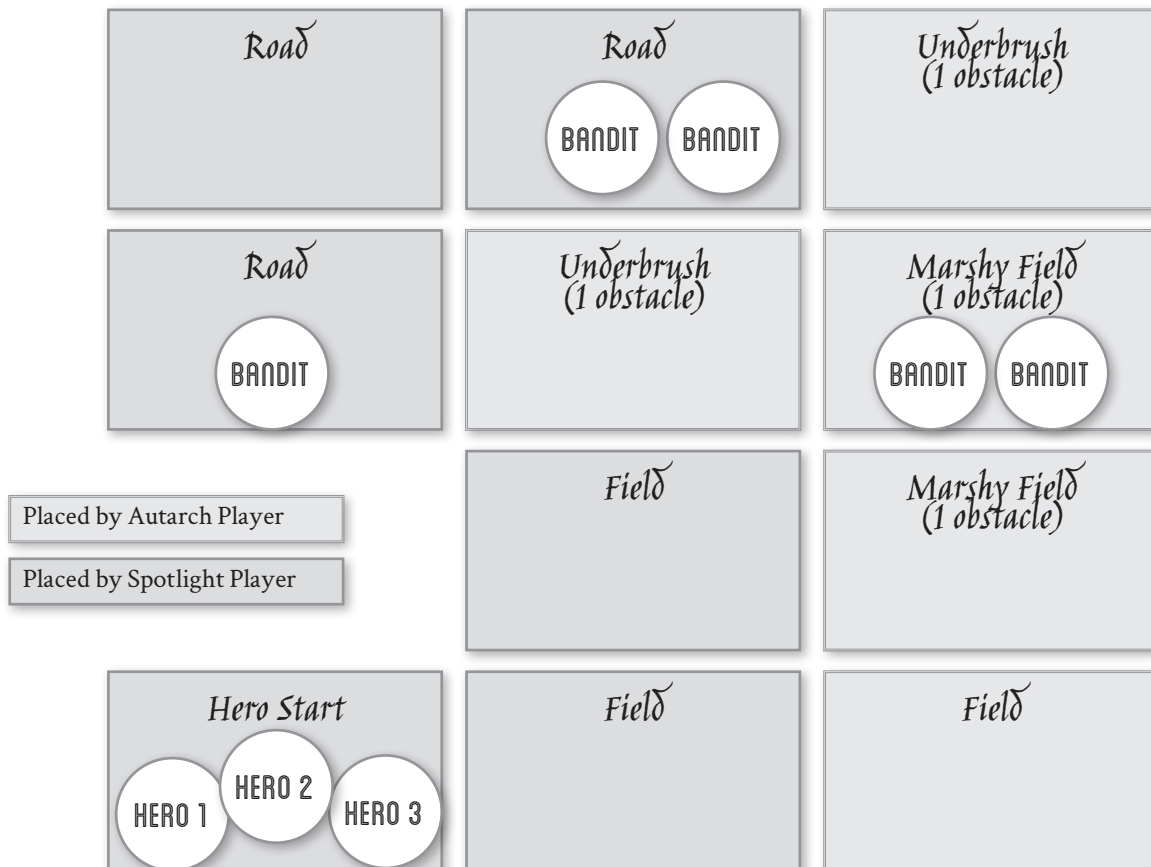 Road
Road
Underbrush
(1 obstacle)
BANDIT
BANDIT
Road
Underbrush
(1 obstacle)
Marshy Field
(1 obstacle)
BANDIT
BANDIT
BANDIT
Field
Marshy Field
(1 obstacle)
Placed by Autarch Player
Placed by Spotlight Player
Hero Start
Field
Field
HERO 1
HERO 2
HERO 3